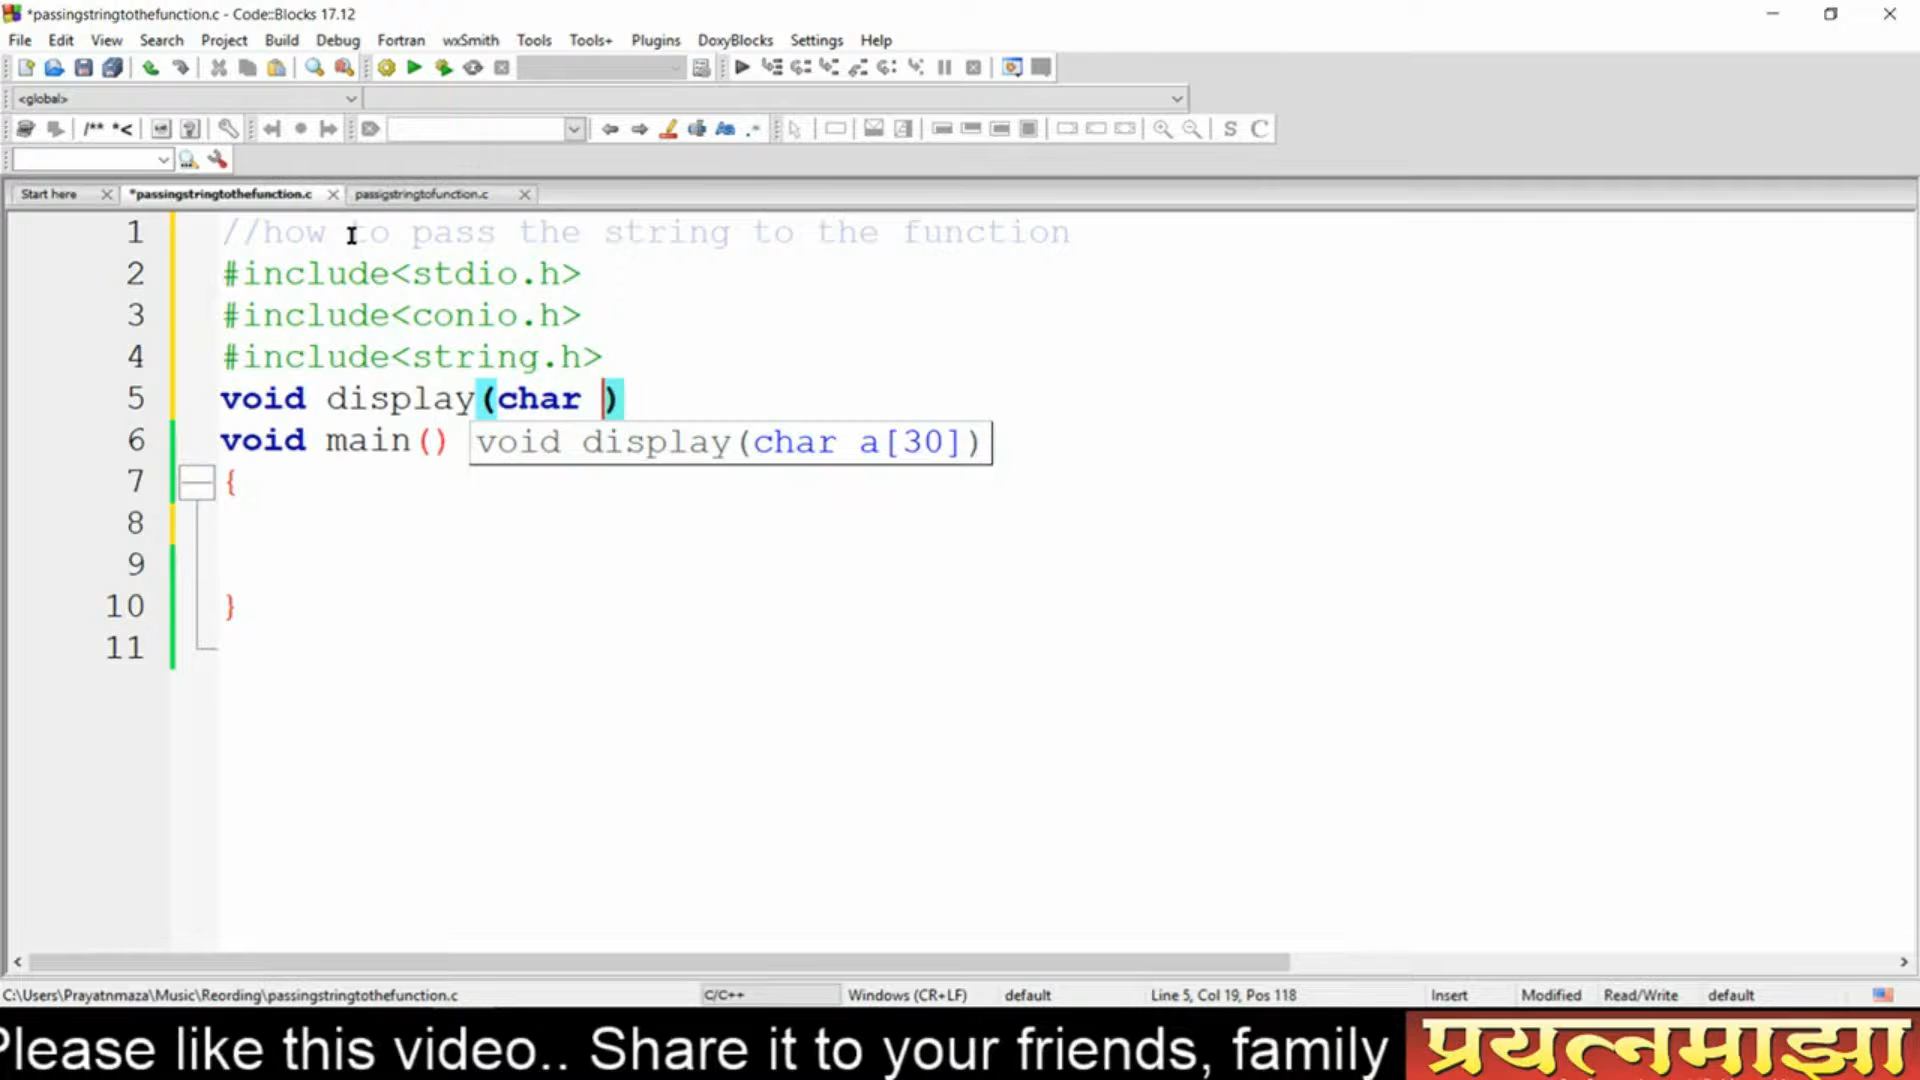 *passingstringtothefunction.c - Code::Blocks 17.12
File Edit View Search Project Build Debug Fortran wxSmith Tools Tools+ Plugins DoxyBlocks Settings Help
<global>
/** *<
S C
Start here *passingstringtothefunction.c passigstringtofunction.c
1 //how to pass the string to the function
2 #include<stdio.h>
3 #include<conio.h>
4 #include<string.h>
5 void display(char )
6 void main() void display(char a[30])
7 {
8
9
10 }
11
C:\Users\Prayatnmaza\Music\Reording\passingstringtothefunction.c C/C++ Windows (CR+LF) default Line 5, Col 19, Pos 118 Insert Modified Read/Write default
Please like this video.. Share it to your friends, family प्रयत्नमाझा